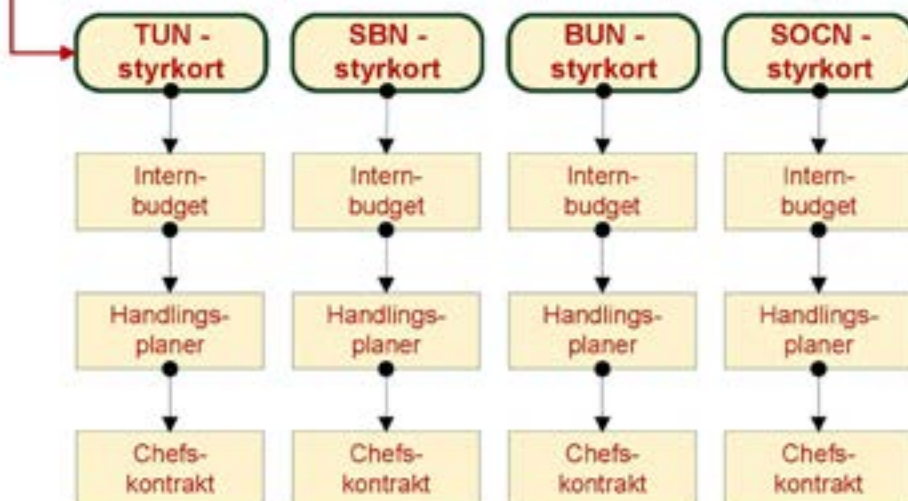 TUN -
styrkort
SBN -
styrkort
BUN -
styrkort
SOCN -
styrkort
Intern-
budget
Intern-
budget
Intern-
budget
Intern-
budget
Handlings-
planer
Handlings-
planer
Handlings-
planer
Handlings-
planer
Chefs-
kontrakt
Chefs-
kontrakt
Chefs-
kontrakt
Chefs-
kontrakt